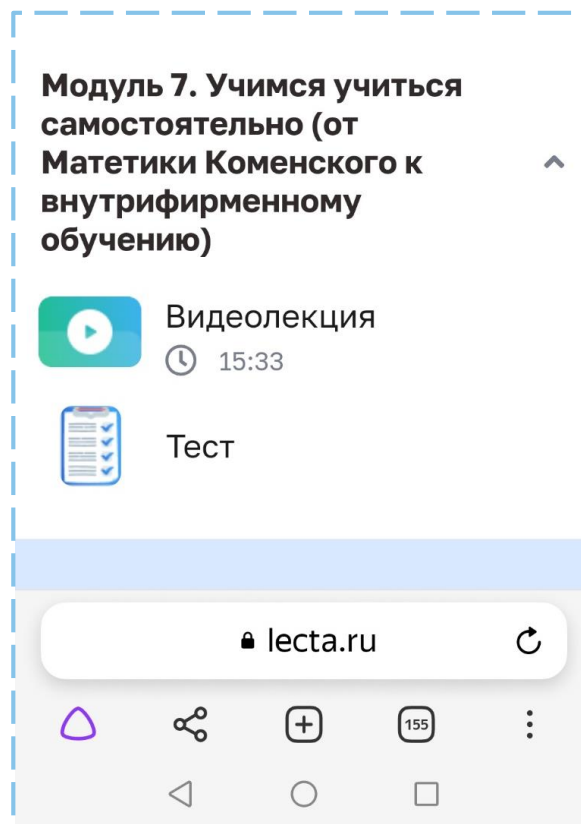 Модуль 7. Учимся учиться
самостоятельно (от
Матетики Коменского к
внутрифирменному
обучению)
Видеолекция
15:33
Тест
lecta.ru
155